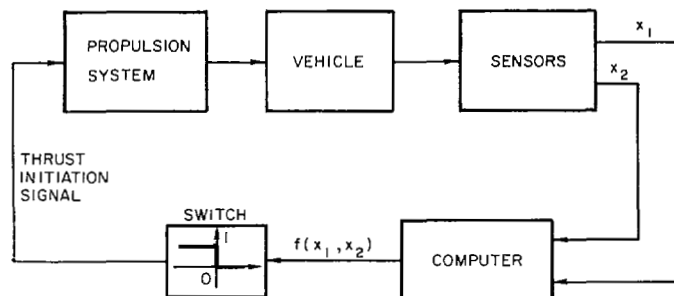 PROPULSION
SYSTEM
VEHICLE
SENSORS
x₁
x₂
THRUST
INITIATION
SIGNAL
SWITCH
I
O
f(x₁, x₂)
COMPUTER